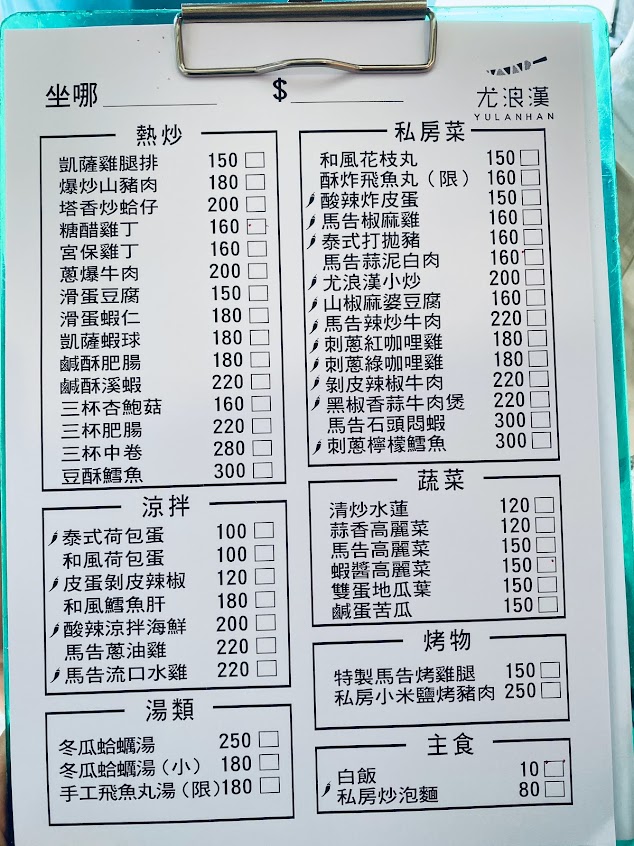 坐哪
$
尤浪漢
YULANHAN
熱炒
凱薩雞腿排 150
爆炒山豬肉 180
塔香炒蛤仔 200
糖醋雞丁 160
宮保雞丁 160
蔥爆牛肉 200
滑蛋豆腐 150
滑蛋蝦仁 180
凱薩蝦球 180
鹹酥肥腸 180
鹹酥溪蝦 220
三杯杏鮑菇 160
三杯肥腸 220
三杯中卷 280
豆酥鱈魚 300
涼拌
泰式荷包蛋 100
和風荷包蛋 100
皮蛋剝皮辣椒 120
和風鱈魚肝 180
酸辣涼拌海鮮 200
馬告蔥油雞 220
馬告流口水雞 220
湯類
冬瓜蛤蠣湯 250
冬瓜蛤蠣湯（小） 180
手工飛魚丸湯（限）180
私房菜
和風花枝丸 150
酥炸飛魚丸（限） 160
酸辣炸皮蛋 150
馬告椒麻雞 160
泰式打拋豬 160
馬告蒜泥白肉 160
尤浪漢小炒 200
山椒麻婆豆腐 160
馬告辣炒牛肉 220
刺蔥紅咖哩雞 180
刺蔥綠咖哩雞 180
剝皮辣椒牛肉 220
黑椒香蒜牛肉煲 220
馬告石頭悶蝦 300
刺蔥檸檬鱈魚 300
蔬菜
清炒水蓮 120
蒜香高麗菜 120
馬告高麗菜 150
蝦醬高麗菜 150
雙蛋地瓜葉 150
鹹蛋苦瓜 150
烤物
特製馬告烤雞腿 150
私房小米鹽烤豬肉 250
主食
白飯 10
私房炒泡麵 80